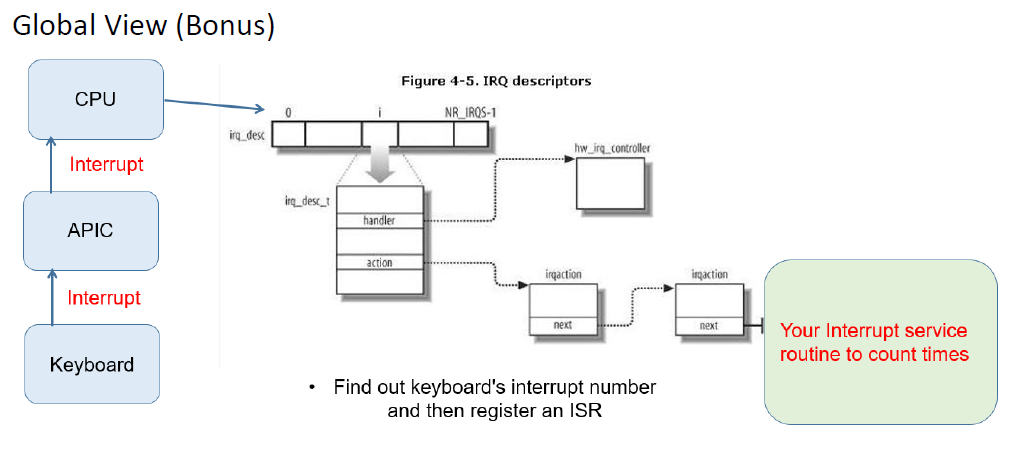 Global View (Bonus)
CPU
Interrupt
APIC
Interrupt
Keyboard
Figure 4-5. IRQ descriptors
0 i NR_IRQS-1
irq_desc
hw_irq_controller
irq_desc_t
handler
action
irqaction irqaction
next next
Your Interrupt service
routine to count times
• Find out keyboard's interrupt number
and then register an ISR